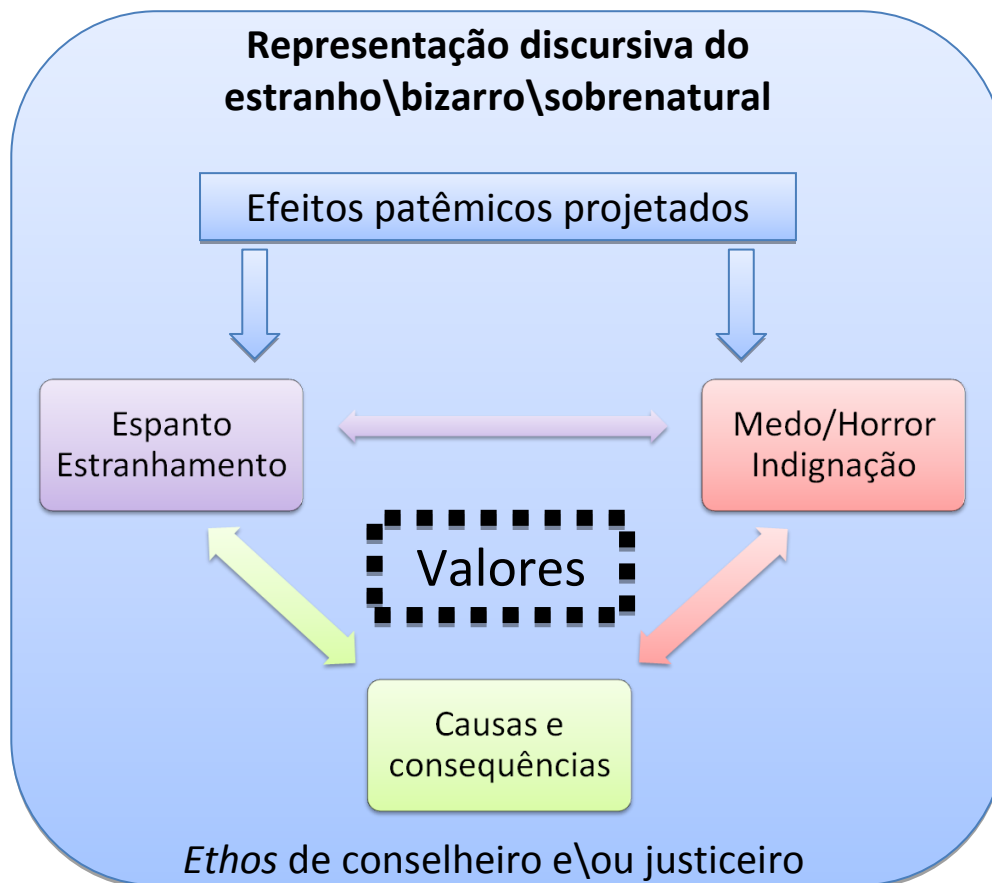 Representação discursiva do
estranho\bizarro\sobrenatural
Efeitos patêmicos projetados
Espanto
Estranhamento
Medo/Horror
Indignação
Valores
Causas e
consequências
Ethos de conselheiro e\ou justiceiro